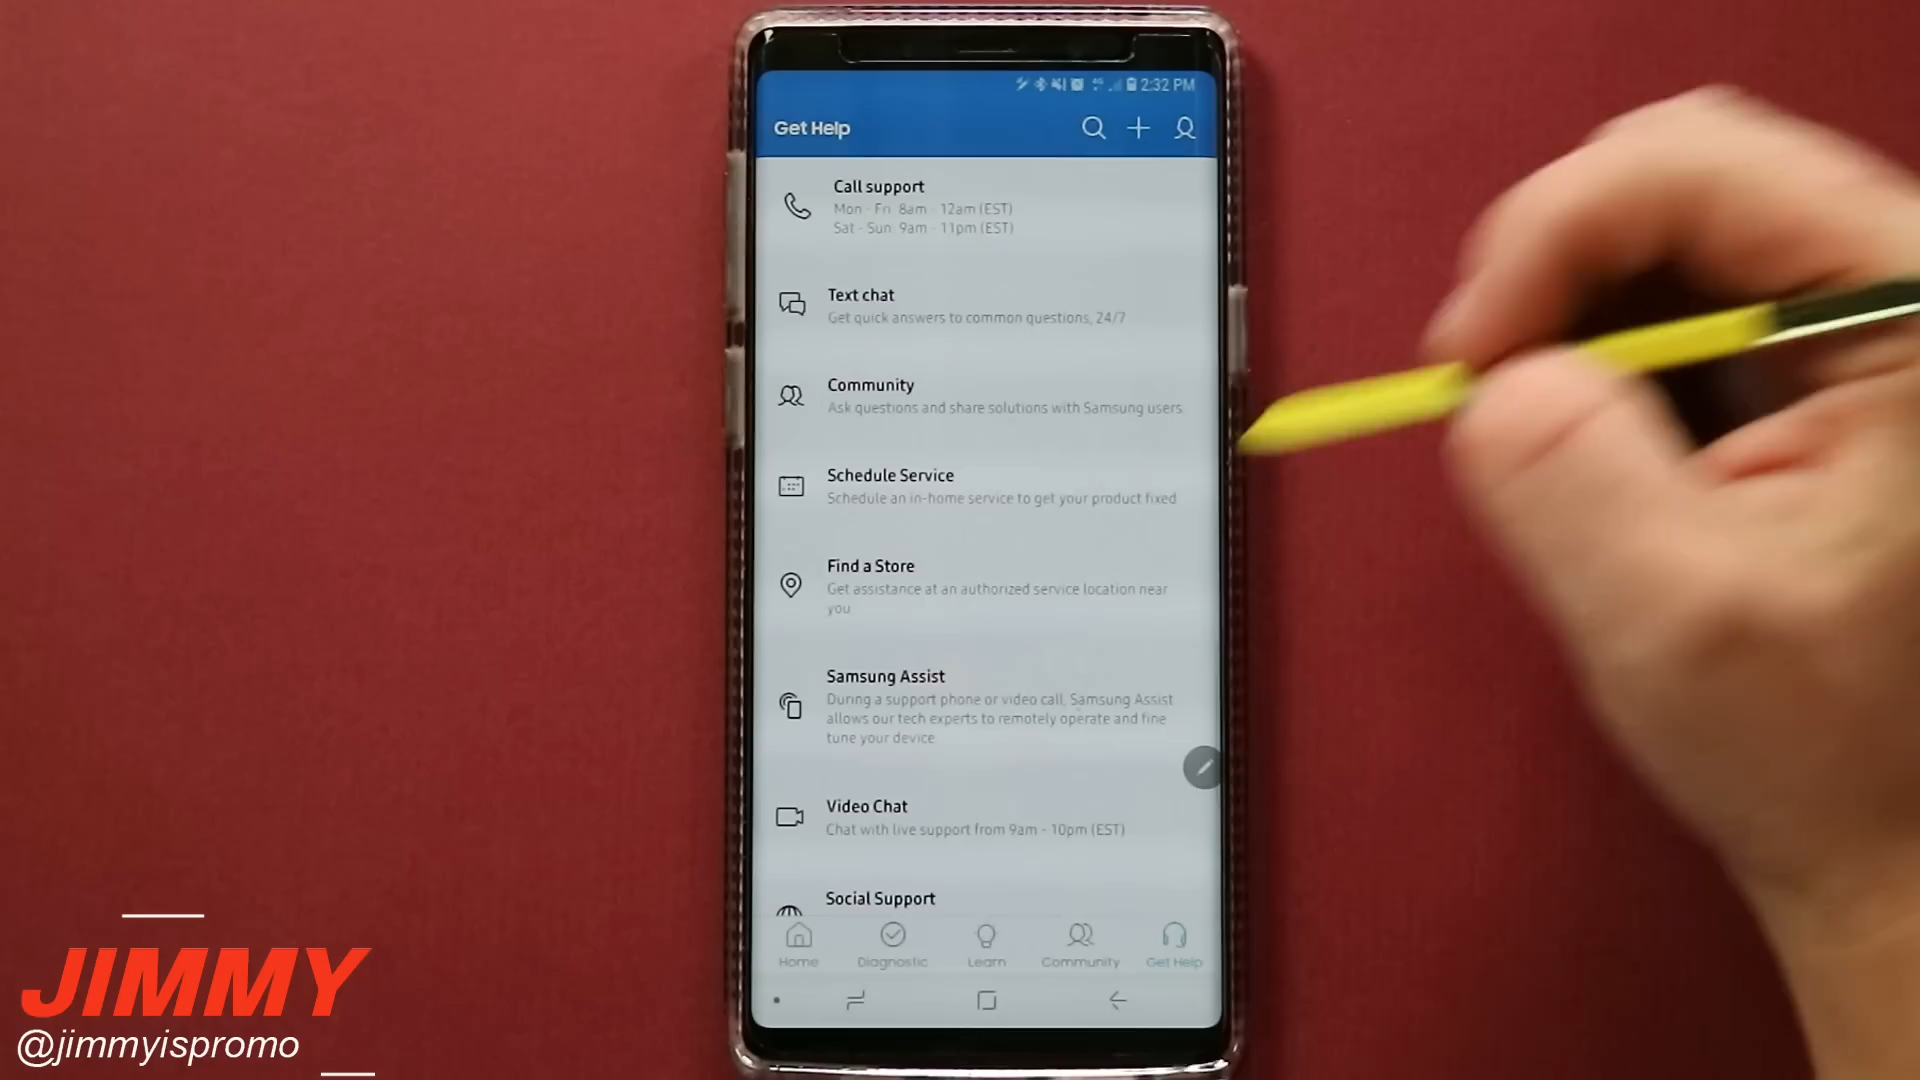 2:32 PM
Get Help
Call support
Mon - Fri 8am - 12am (EST)
Sat - Sun 9am - 11pm (EST)
Text chat
Get quick answers to common questions, 24/7
Community
Ask questions and share solutions with Samsung users.
Schedule Service
Schedule an in-home service to get your product fixed
Find a Store
Get assistance at an authorized service location near
you
Samsung Assist
During a support phone or video call, Samsung Assist
allows our tech experts to remotely operate and fine
tune your device
Video Chat
Chat with live support from 9am - 10pm (EST)
Social Support
Home
Diagnostic
Learn
Community
Get Help
JIMMY
@jimmyispromo